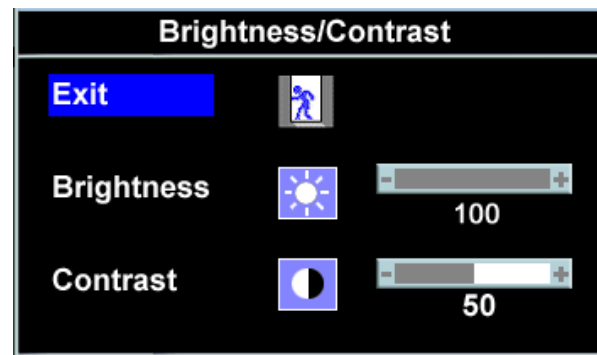 Brightness/Contrast
Exit
Brightness
- +
100
Contrast
- +
50